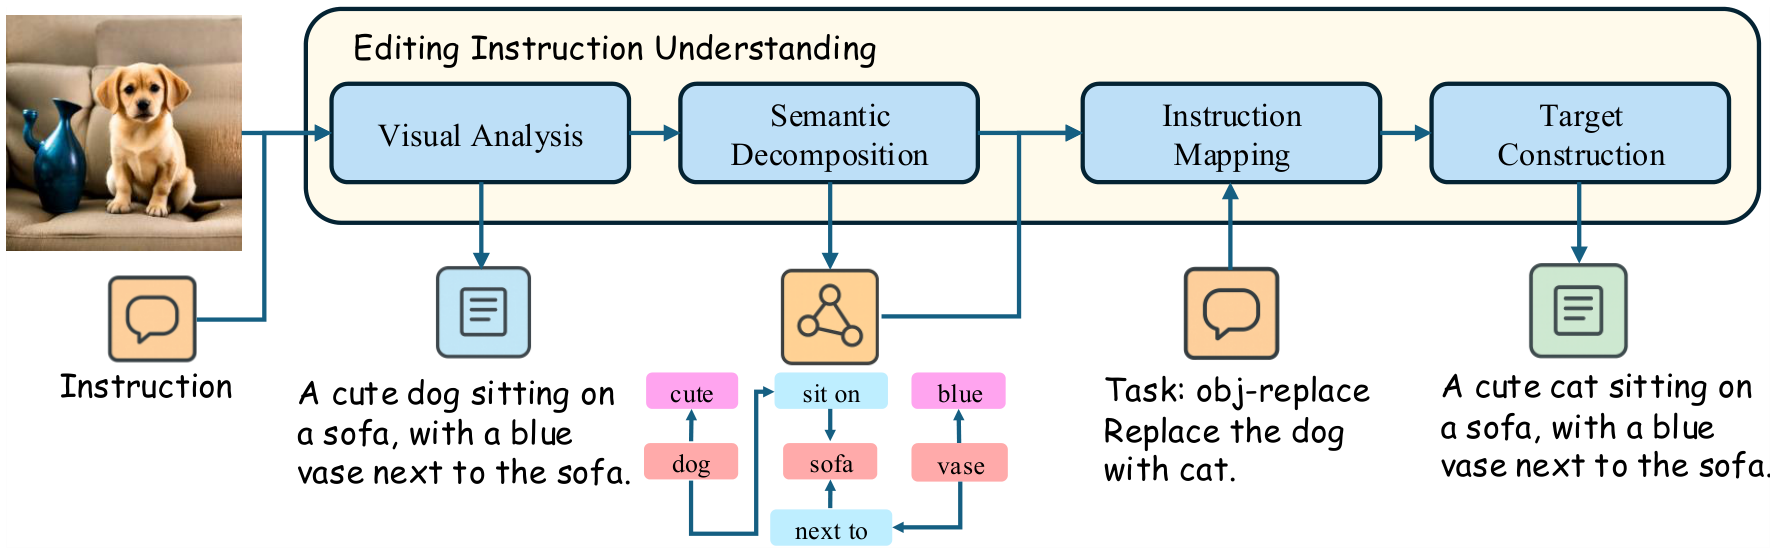 Editing Instruction Understanding
Visual Analysis
Semantic
Decomposition
Instruction
Mapping
Target
Construction
Instruction
A cute dog sitting on
a sofa, with a blue
vase next to the sofa.
cute
sit on
blue
dog
sofa
vase
next to
Task: obj-replace
Replace the dog
with cat.
A cute cat sitting on
a sofa, with a blue
vase next to the sofa.